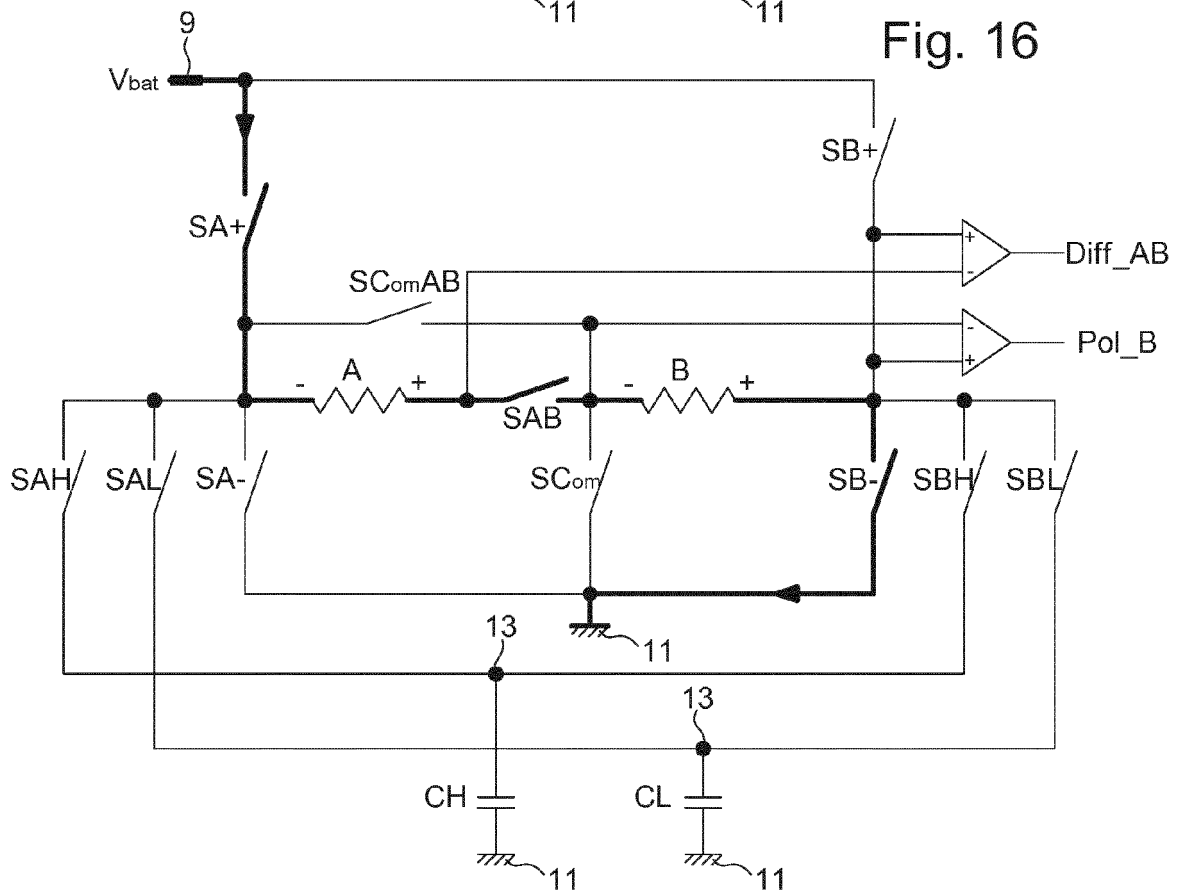 11
11
9
Fig. 16
Vbat
SB+
SA+
Diff_AB
SComAB
Pol_B
+
-
-
+
- A +
SAB
- B +
SAH
SAL
SA-
SCom
SB-
SBH
SBL
13
11
13
CH
CL
11
11